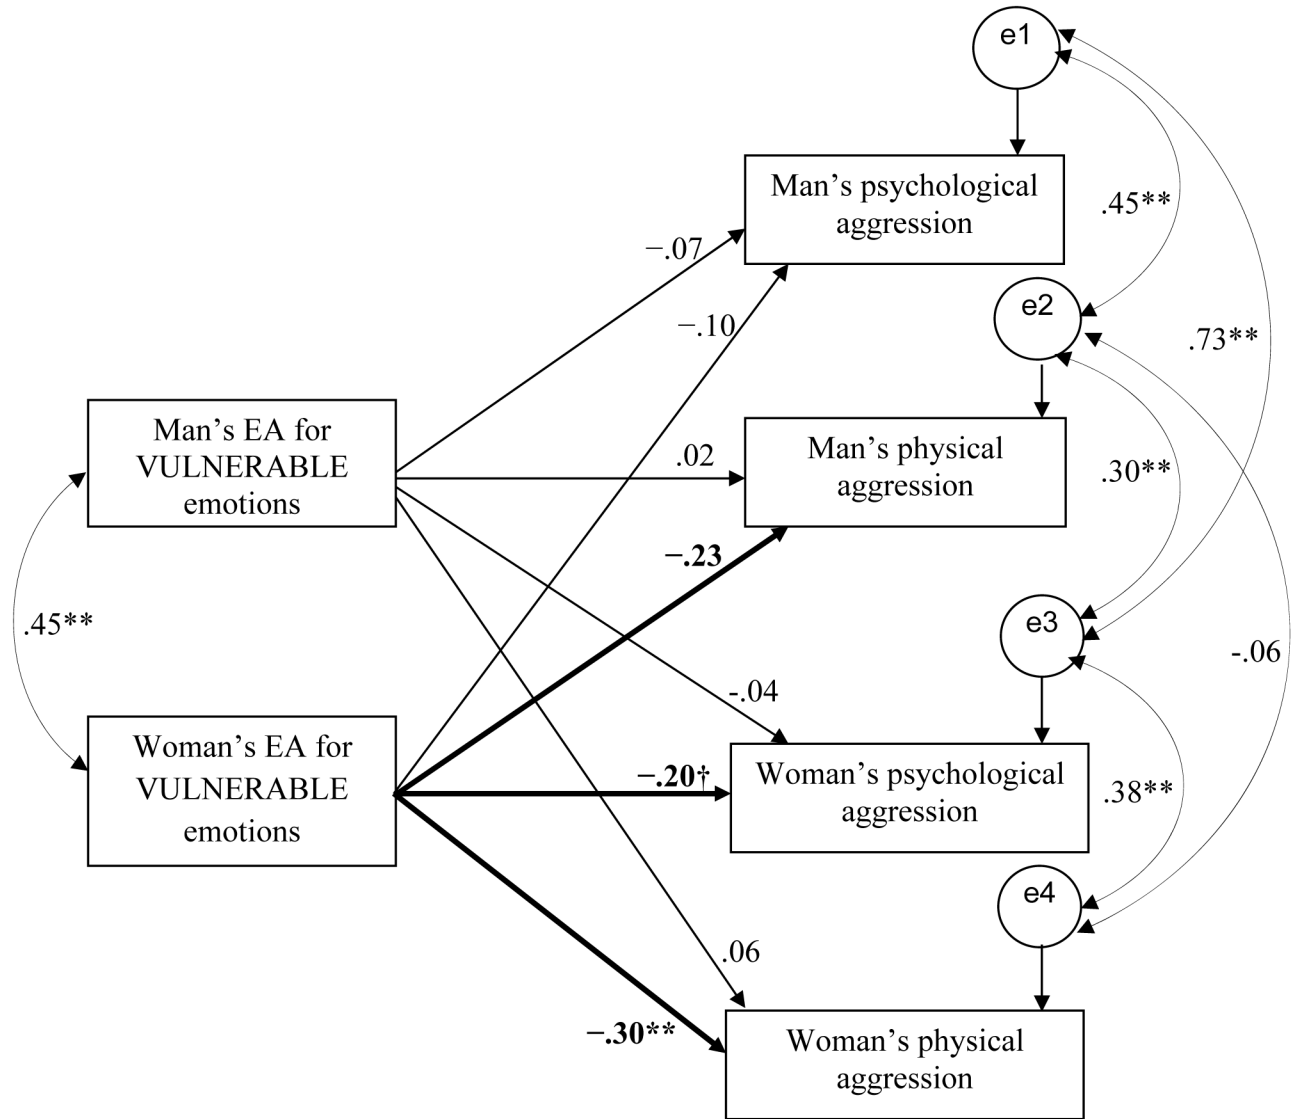 e1
Man’s psychological
aggression
.45**
−.07
e2
−.10
.73**
Man’s EA for
VULNERABLE
emotions
Man’s physical
aggression
.02
.30**
−.23
.45**
e3
-.06
-.04
Woman’s EA for
VULNERABLE
emotions
−.20†
Woman’s psychological
aggression
.38**
e4
.06
−.30**
Woman’s physical
aggression